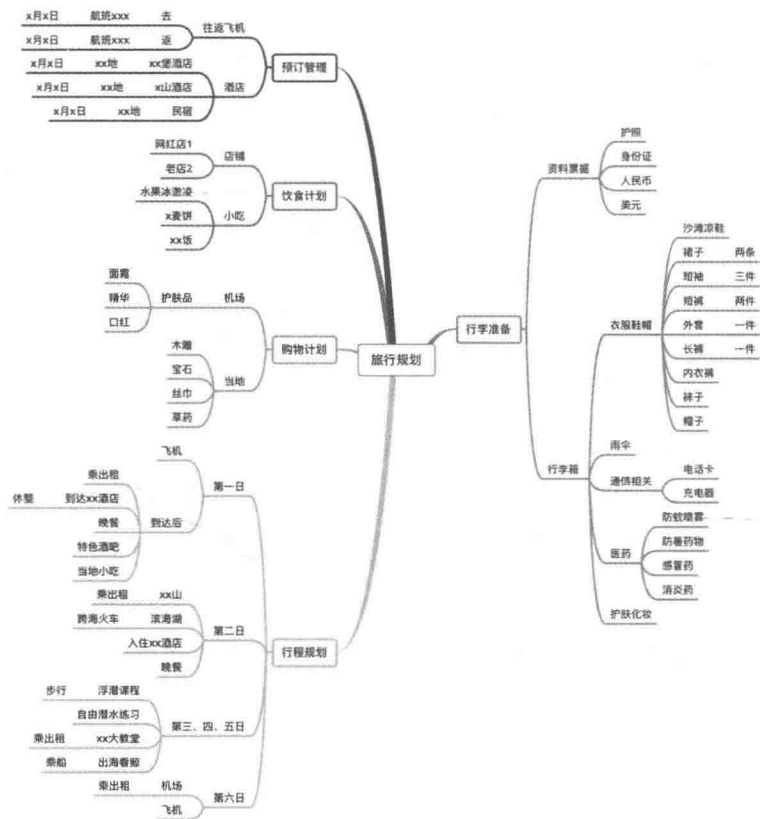 旅行规划
预订管理
往返飞机
去 航班xxx x月x日
返 航班xxx x月x日
酒店
xx堡酒店 xx地 x月x日
x山酒店 xx地 x月x日
民宿 xx地 x月x日
饮食计划
店铺
网红店1
老店2
小吃
水果冰激凌
x麦饼
xx饭
购物计划
机场 护肤品
面霜
精华
口红
当地
木雕
宝石
丝巾
草药
行程规划
第一日
飞机
到达后
乘出租
到达xx酒店 休整
晚餐
特色酒吧
当地小吃
第二日
xx山 乘出租
滨海湖 跨海火车
入住xx酒店
晚餐
第三、四、五日
浮潜课程 步行
自由潜水练习
xx大教堂 乘出租
出海看鲸 乘船
第六日
机场 乘出租
飞机
行李准备
资料票据
护照
身份证
人民币
美元
行李箱
衣服鞋帽
沙滩凉鞋
裙子 两条
短袖 三件
短裤 两件
外套 一件
长裤 一件
内衣裤
袜子
帽子
雨伞
通信相关
电话卡
充电器
医药
防蚊喷雾
防暑药物
感冒药
消炎药
护肤化妆